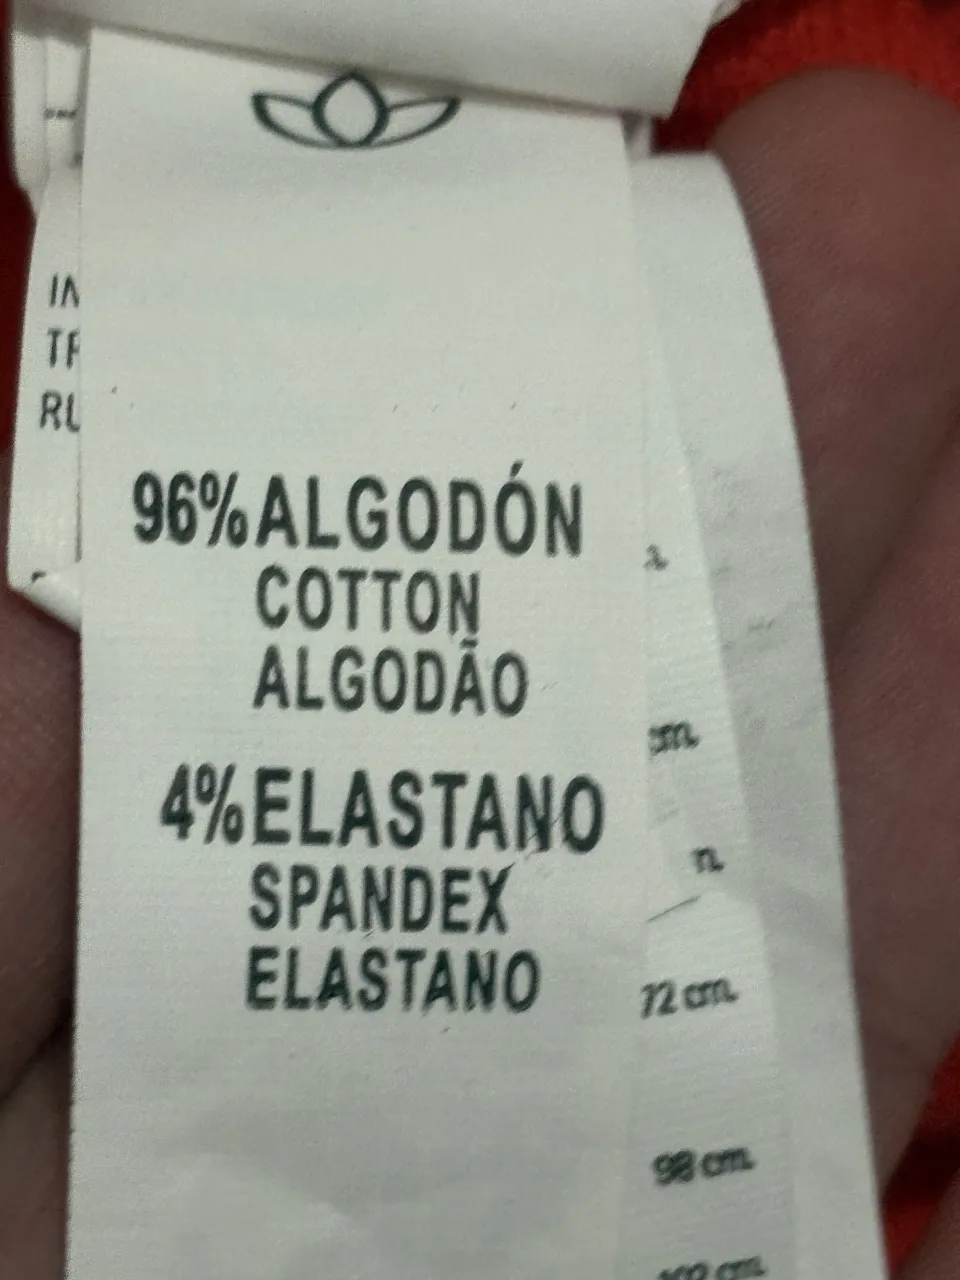 96% ALGODÓN
COTTON
ALGODÃO
4% ELASTANO
SPANDEX
ELASTANO
72 cm.
98 cm.